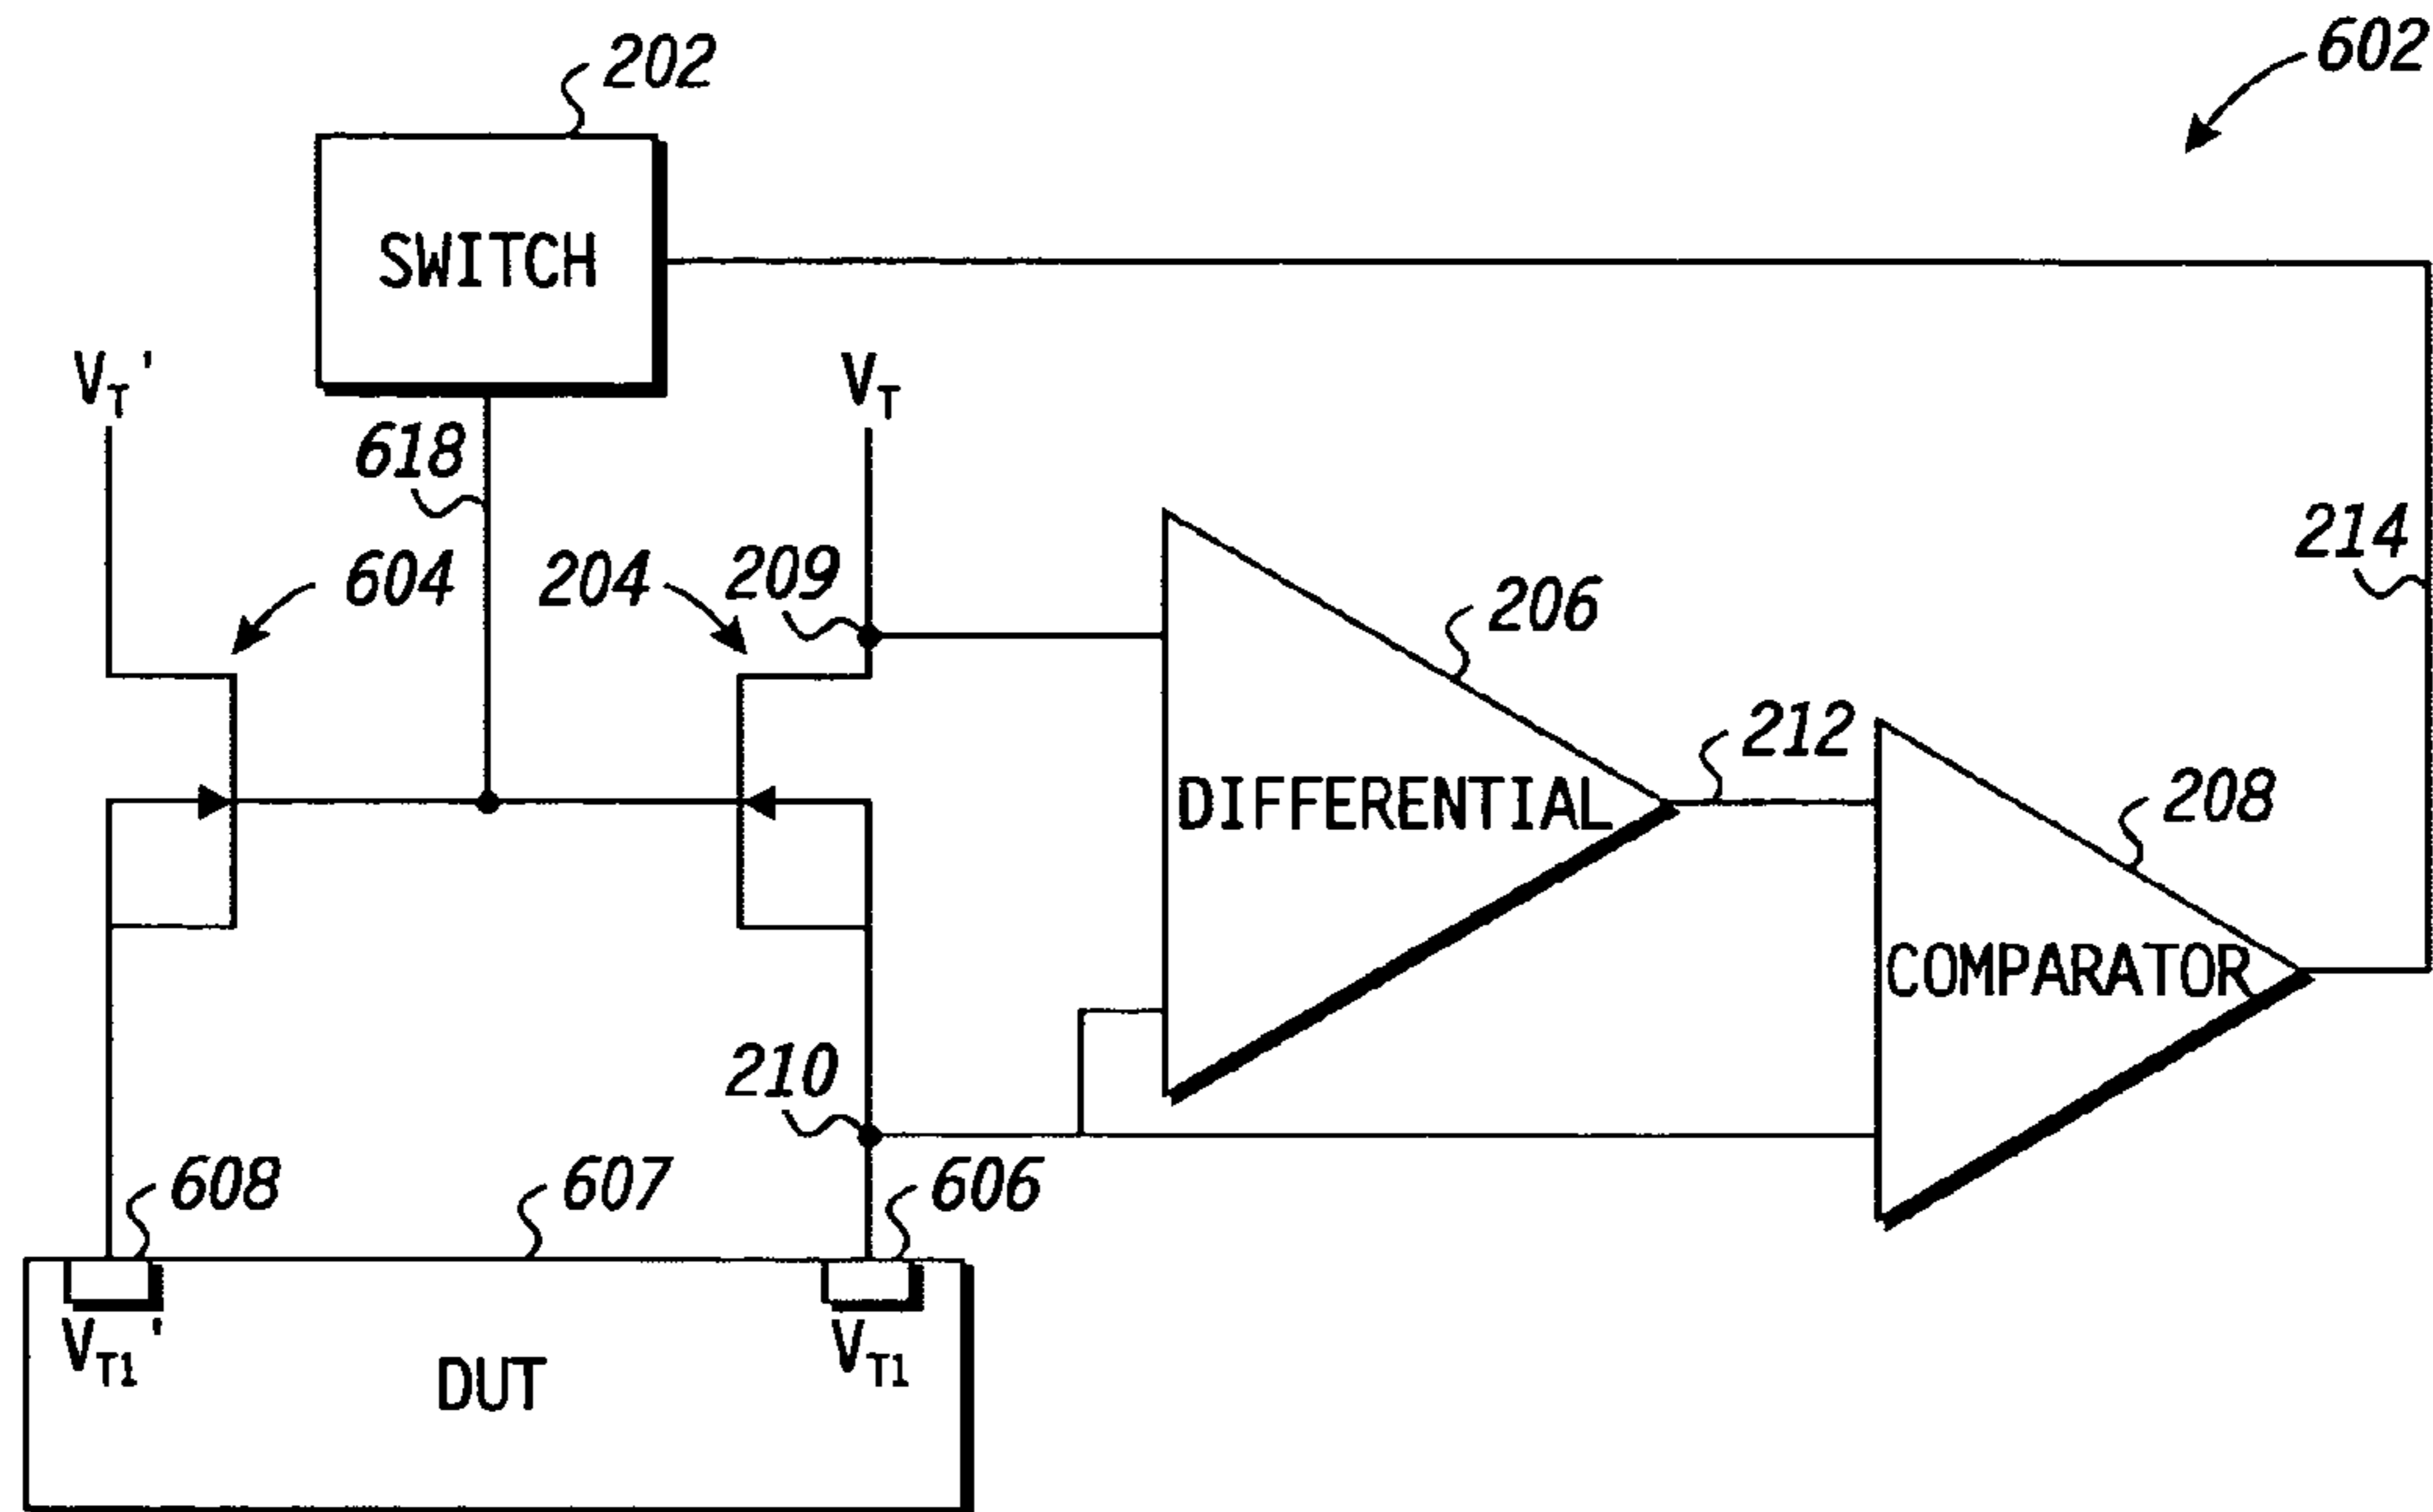 202
602
SWITCH
V_T'
V_T
618
214
604
204
209
206
212
208
DIFFERENTIAL
COMPARATOR
210
608
607
606
V_T1'
V_T1
DUT